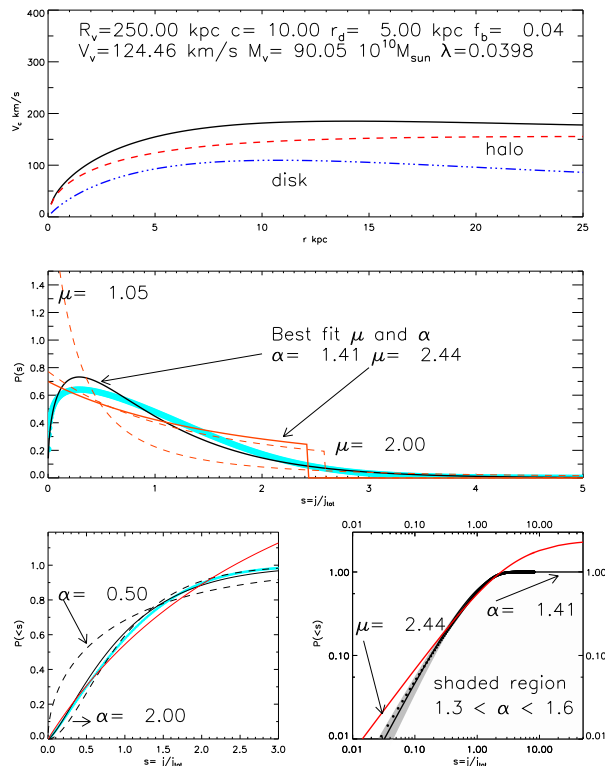 R_v=250.00 kpc c= 10.00 r_d= 5.00 kpc f_b= 0.04
V_v=124.46 km/s M_v= 90.05 10^10M_sun λ=0.0398
400
300
200
100
0
V_c km/s
halo
disk
0 5 10 15 20 25
r kpc
1.4
1.2
1.0
0.8
0.6
0.4
0.2
0.0
P(s)
μ= 1.05
Best fit μ and α
α= 1.41 μ= 2.44
μ= 2.00
0 1 2 3 4 5
s=j/j_tot
1.0
0.8
0.6
0.4
0.2
0.0
P(<s)
α= 0.50
α= 2.00
0.0 0.5 1.0 1.5 2.0 2.5 3.0
s=j/j_tot
0.01 0.10 1.00 10.00
1.00
0.10
0.01
P(<s)
1.00
0.10
0.01
α= 1.41
μ= 2.44
shaded region
1.3 < α < 1.6
0.01 0.10 1.00 10.00
s=j/j_tot